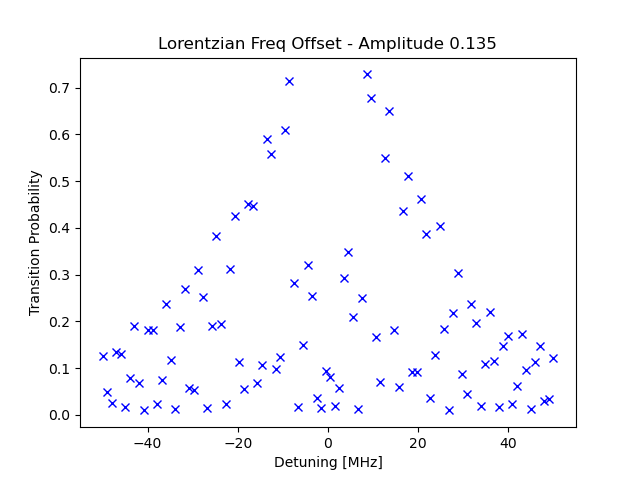 Lorentzian Freq Offset - Amplitude 0.135
0.7
0.6
0.5
0.4
0.3
0.2
0.1
0.0
Transition Probability
−40 −20 0 20 40
Detuning [MHz]